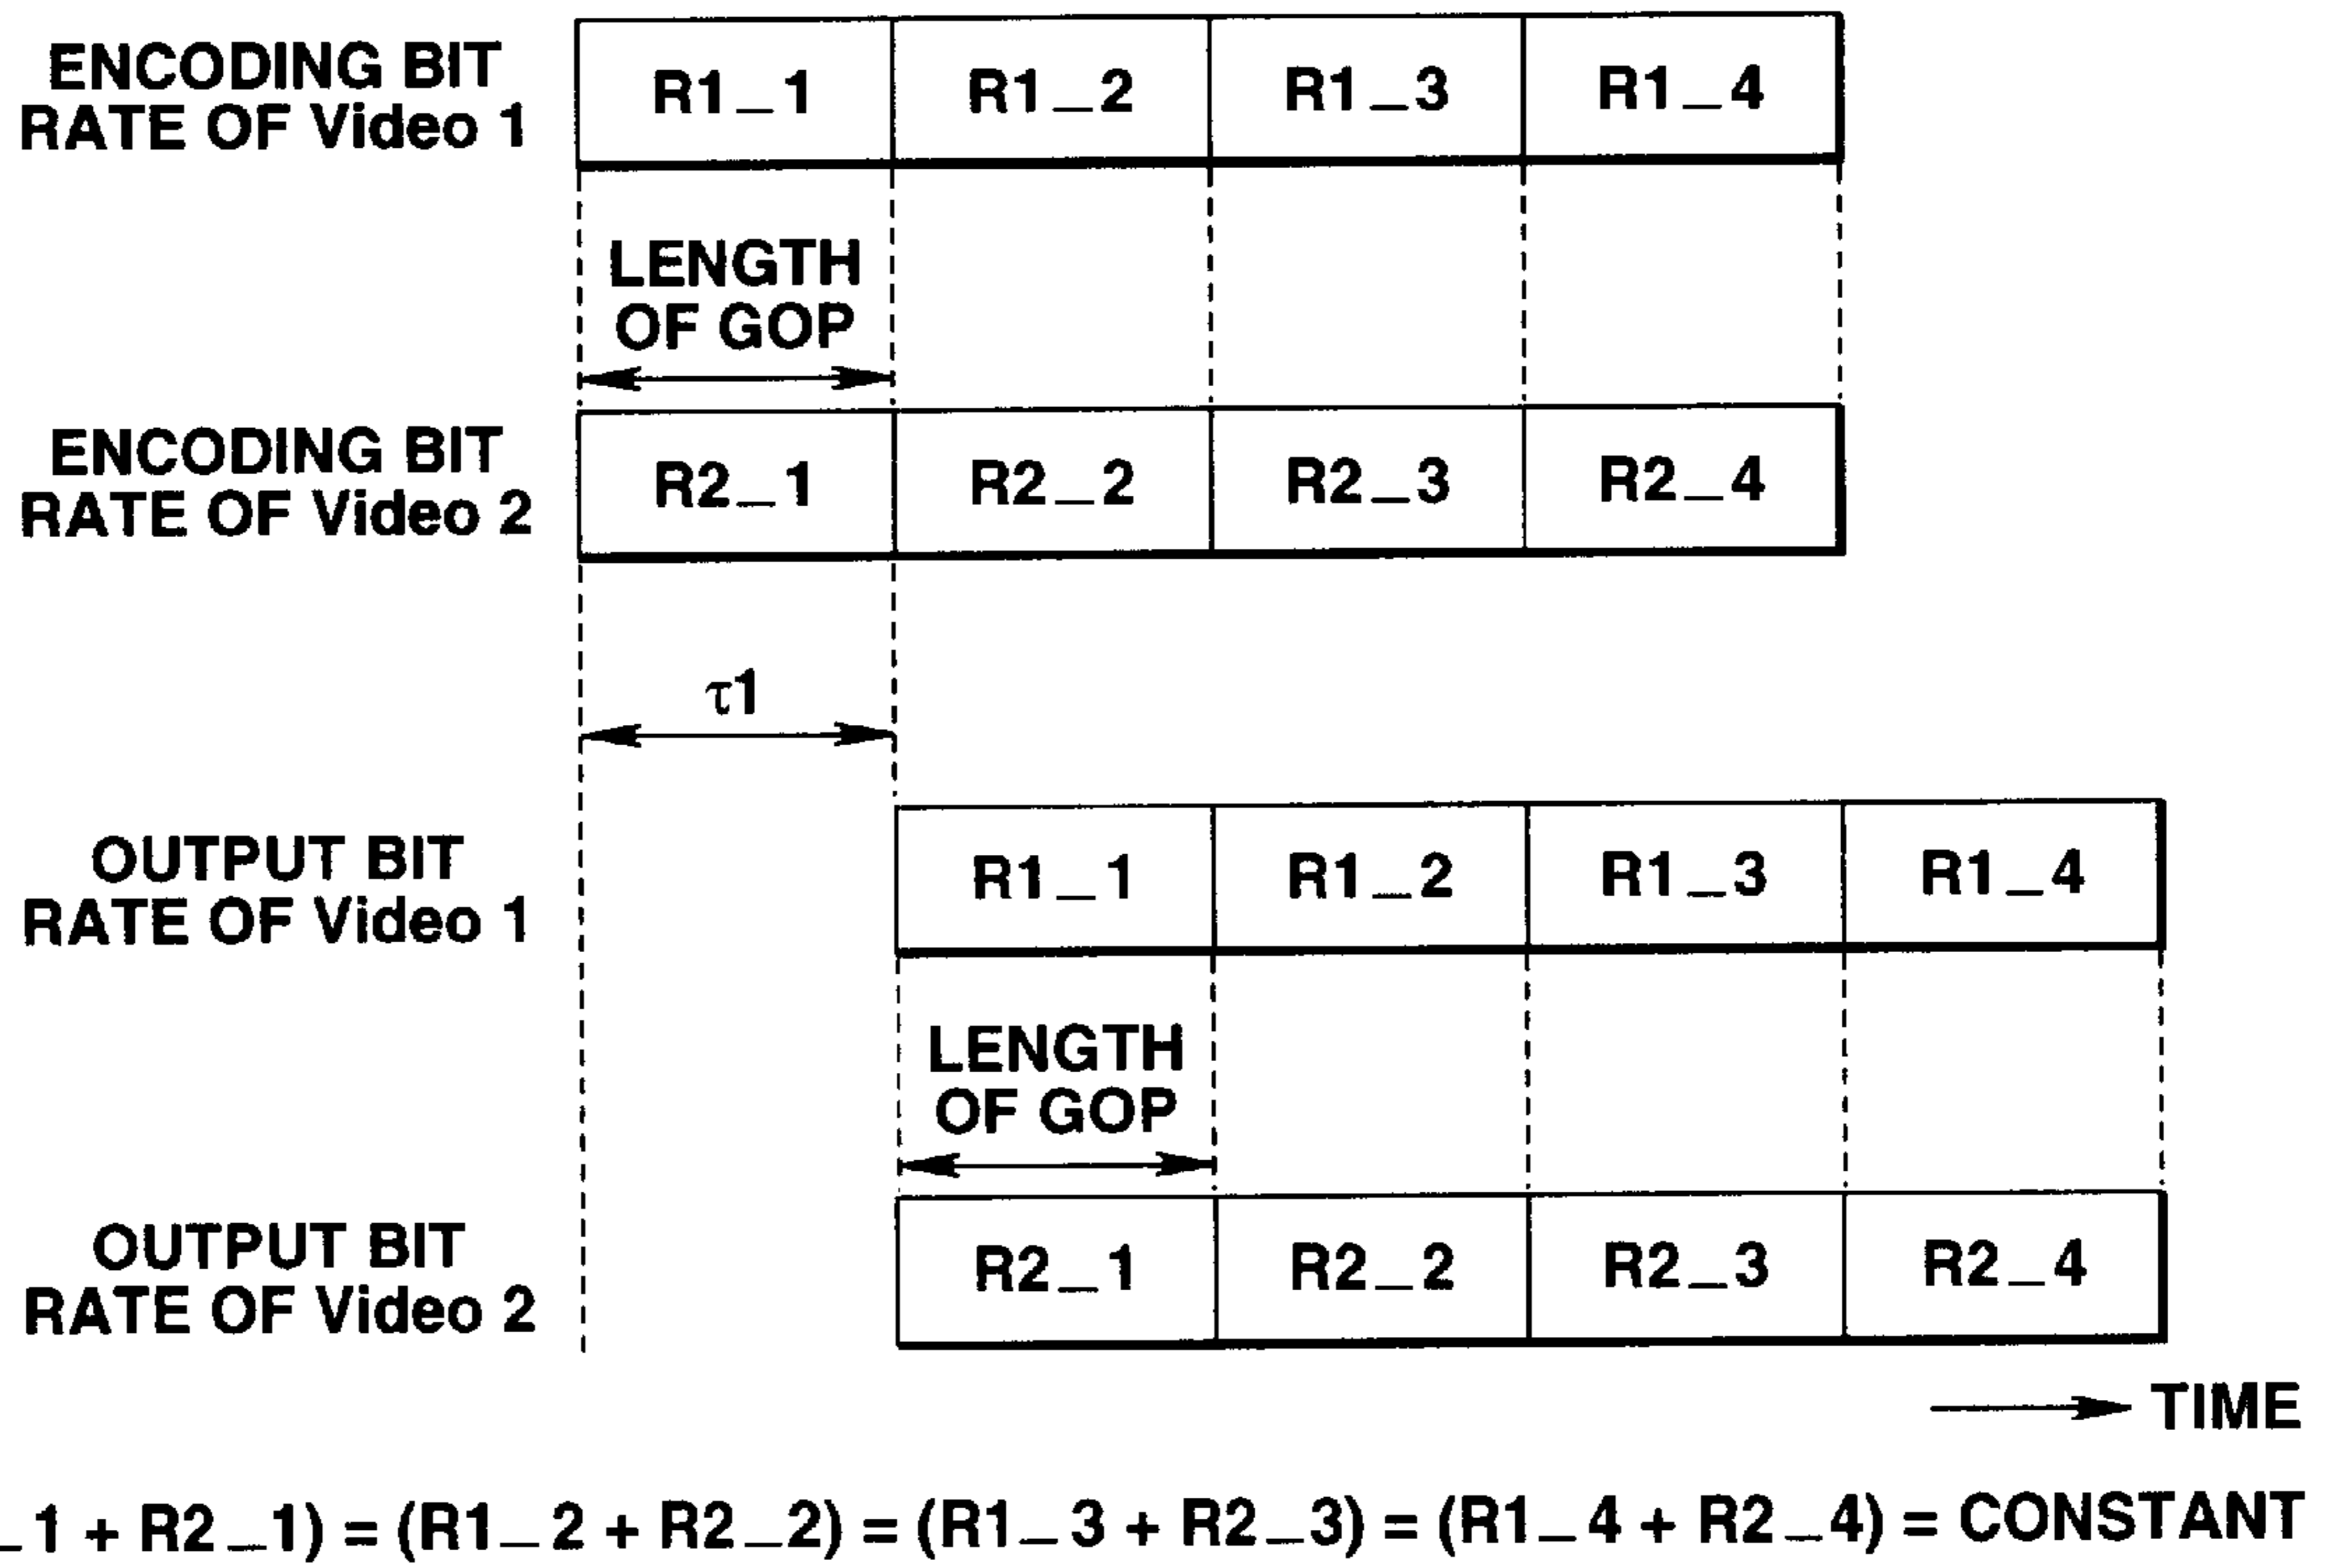 ENCODING BIT
RATE OF Video 1
R1_1
R1_2
R1_3
R1_4
LENGTH
OF GOP
ENCODING BIT
RATE OF Video 2
R2_1
R2_2
R2_3
R2_4
τ1
OUTPUT BIT
RATE OF Video 1
R1_1
R1_2
R1_3
R1_4
LENGTH
OF GOP
OUTPUT BIT
RATE OF Video 2
R2_1
R2_2
R2_3
R2_4
TIME
_1 + R2_1) = (R1_2 + R2_2) = (R1_3 + R2_3) = (R1_4 + R2_4) = CONSTANT